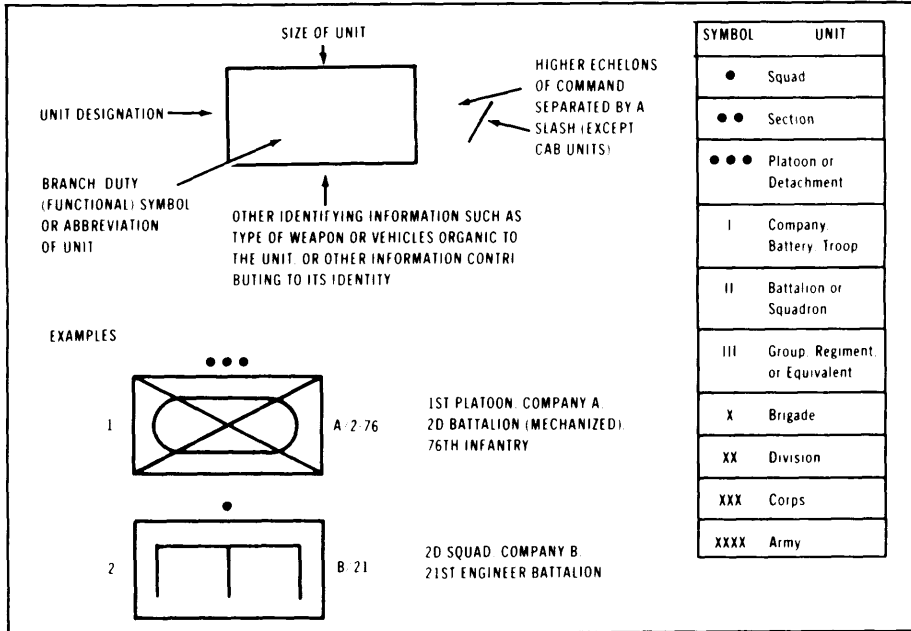 SIZE OF UNIT
UNIT DESIGNATION
HIGHER ECHELONS
OF COMMAND
SEPARATED BY A
SLASH (EXCEPT
CAB UNITS)
BRANCH DUTY
(FUNCTIONAL) SYMBOL
OR ABBREVIATION
OF UNIT
OTHER IDENTIFYING INFORMATION SUCH AS
TYPE OF WEAPON OR VEHICLES ORGANIC TO
THE UNIT OR OTHER INFORMATION CONTRI
BUTING TO ITS IDENTITY
EXAMPLES
●●●
1
A/2-76
1ST PLATOON, COMPANY A,
2D BATTALION (MECHANIZED),
76TH INFANTRY
●
2
B/21
2D SQUAD, COMPANY B,
21ST ENGINEER BATTALION
SYMBOL UNIT
● Squad
●● Section
●●● Platoon or
Detachment
I Company,
Battery, Troop
II Battalion or
Squadron
III Group, Regiment,
or Equivalent
X Brigade
XX Division
XXX Corps
XXXX Army